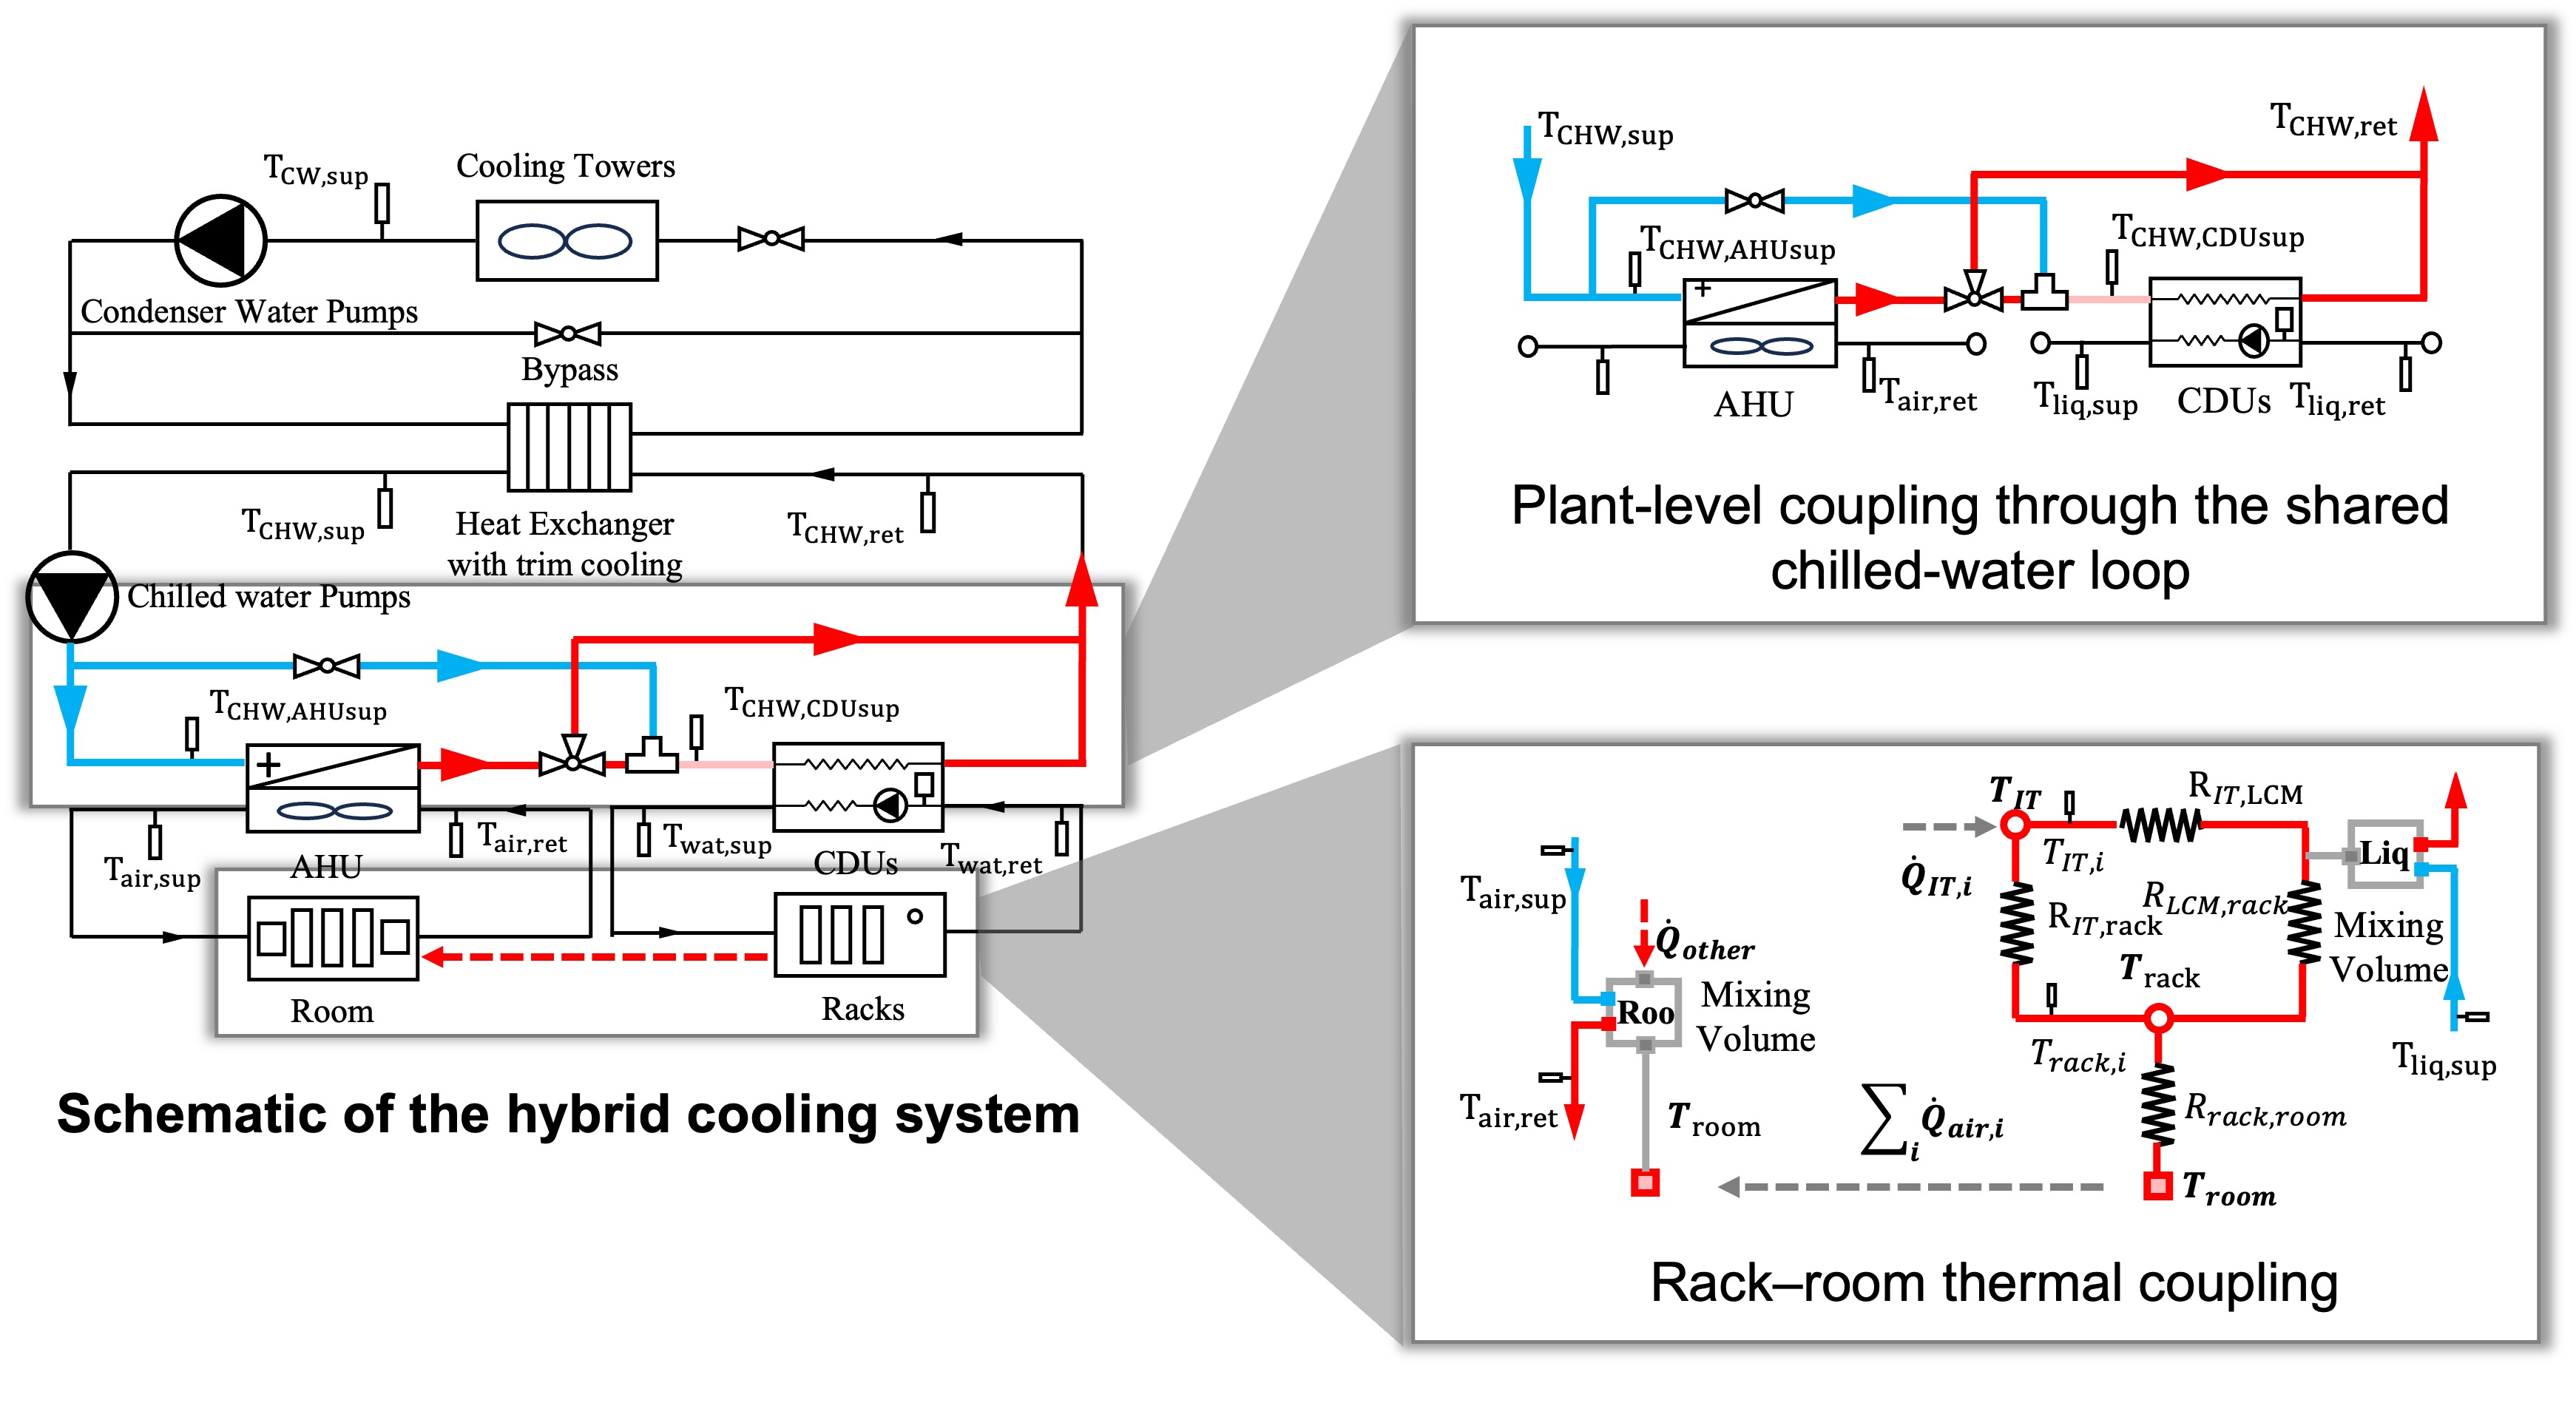 T_CW,sup
Cooling Towers
Condenser Water Pumps
Bypass
T_CHW,sup
Heat Exchanger
with trim cooling
T_CHW,ret
Chilled water Pumps
T_CHW,AHUsup
T_CHW,CDUsup
+
T_air,sup
AHU
T_air,ret
T_wat,sup
CDUs
T_wat,ret
Room
Racks
Schematic of the hybrid cooling system
T_CHW,sup
T_CHW,ret
T_CHW,AHUsup
T_CHW,CDUsup
+
AHU
T_air,ret
T_liq,sup
CDUs
T_liq,ret
Plant-level coupling through the shared
chilled-water loop
T_air,sup
Q̇_other
Roo
Mixing
Volume
T_air,ret
T_room
∑_i Q̇_air,i
Q̇_IT,i
T_IT
T_IT,i
R_IT,LCM
R_IT,rack
R_LCM,rack
Liq
Mixing
Volume
T_rack
T_rack,i
T_liq,sup
R_rack,room
T_room
Rack–room thermal coupling